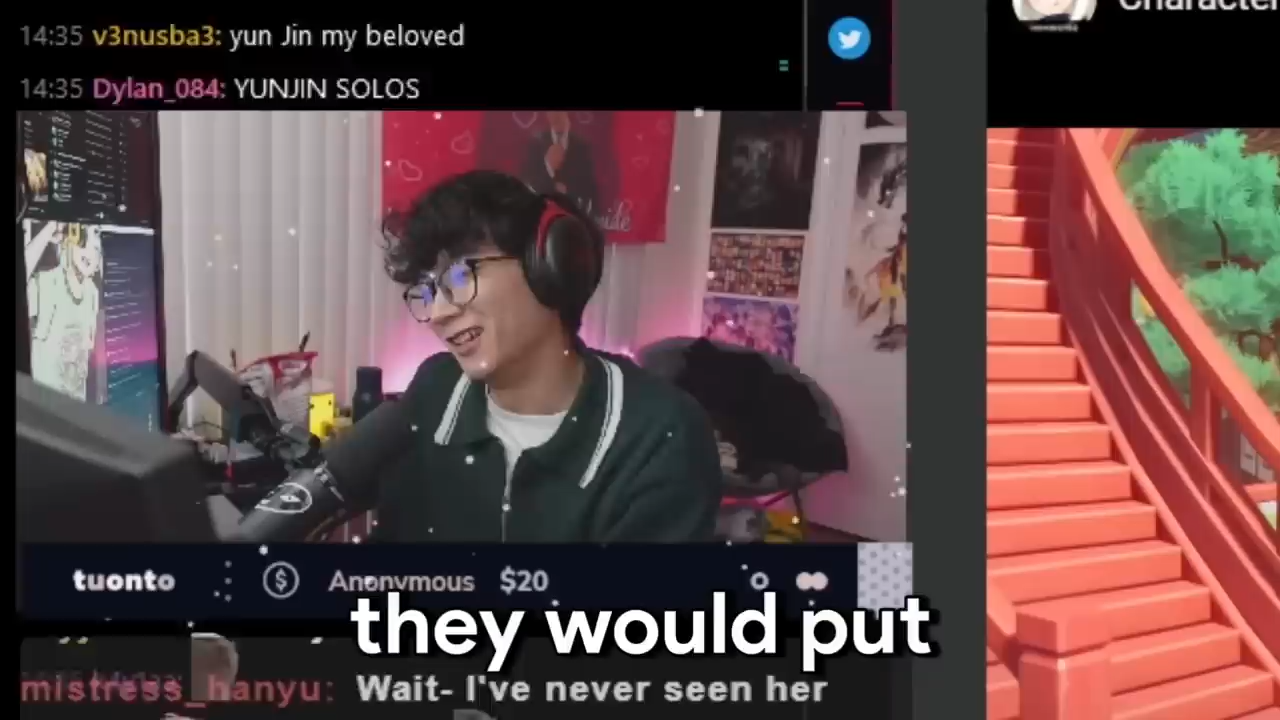 14:35 v3nusba3: yun Jin my beloved
14:35 Dylan_084: YUNJIN SOLOS
Character
tuonto
Anonymous $20
they would put
mistress_hanyu: Wait- I've never seen her